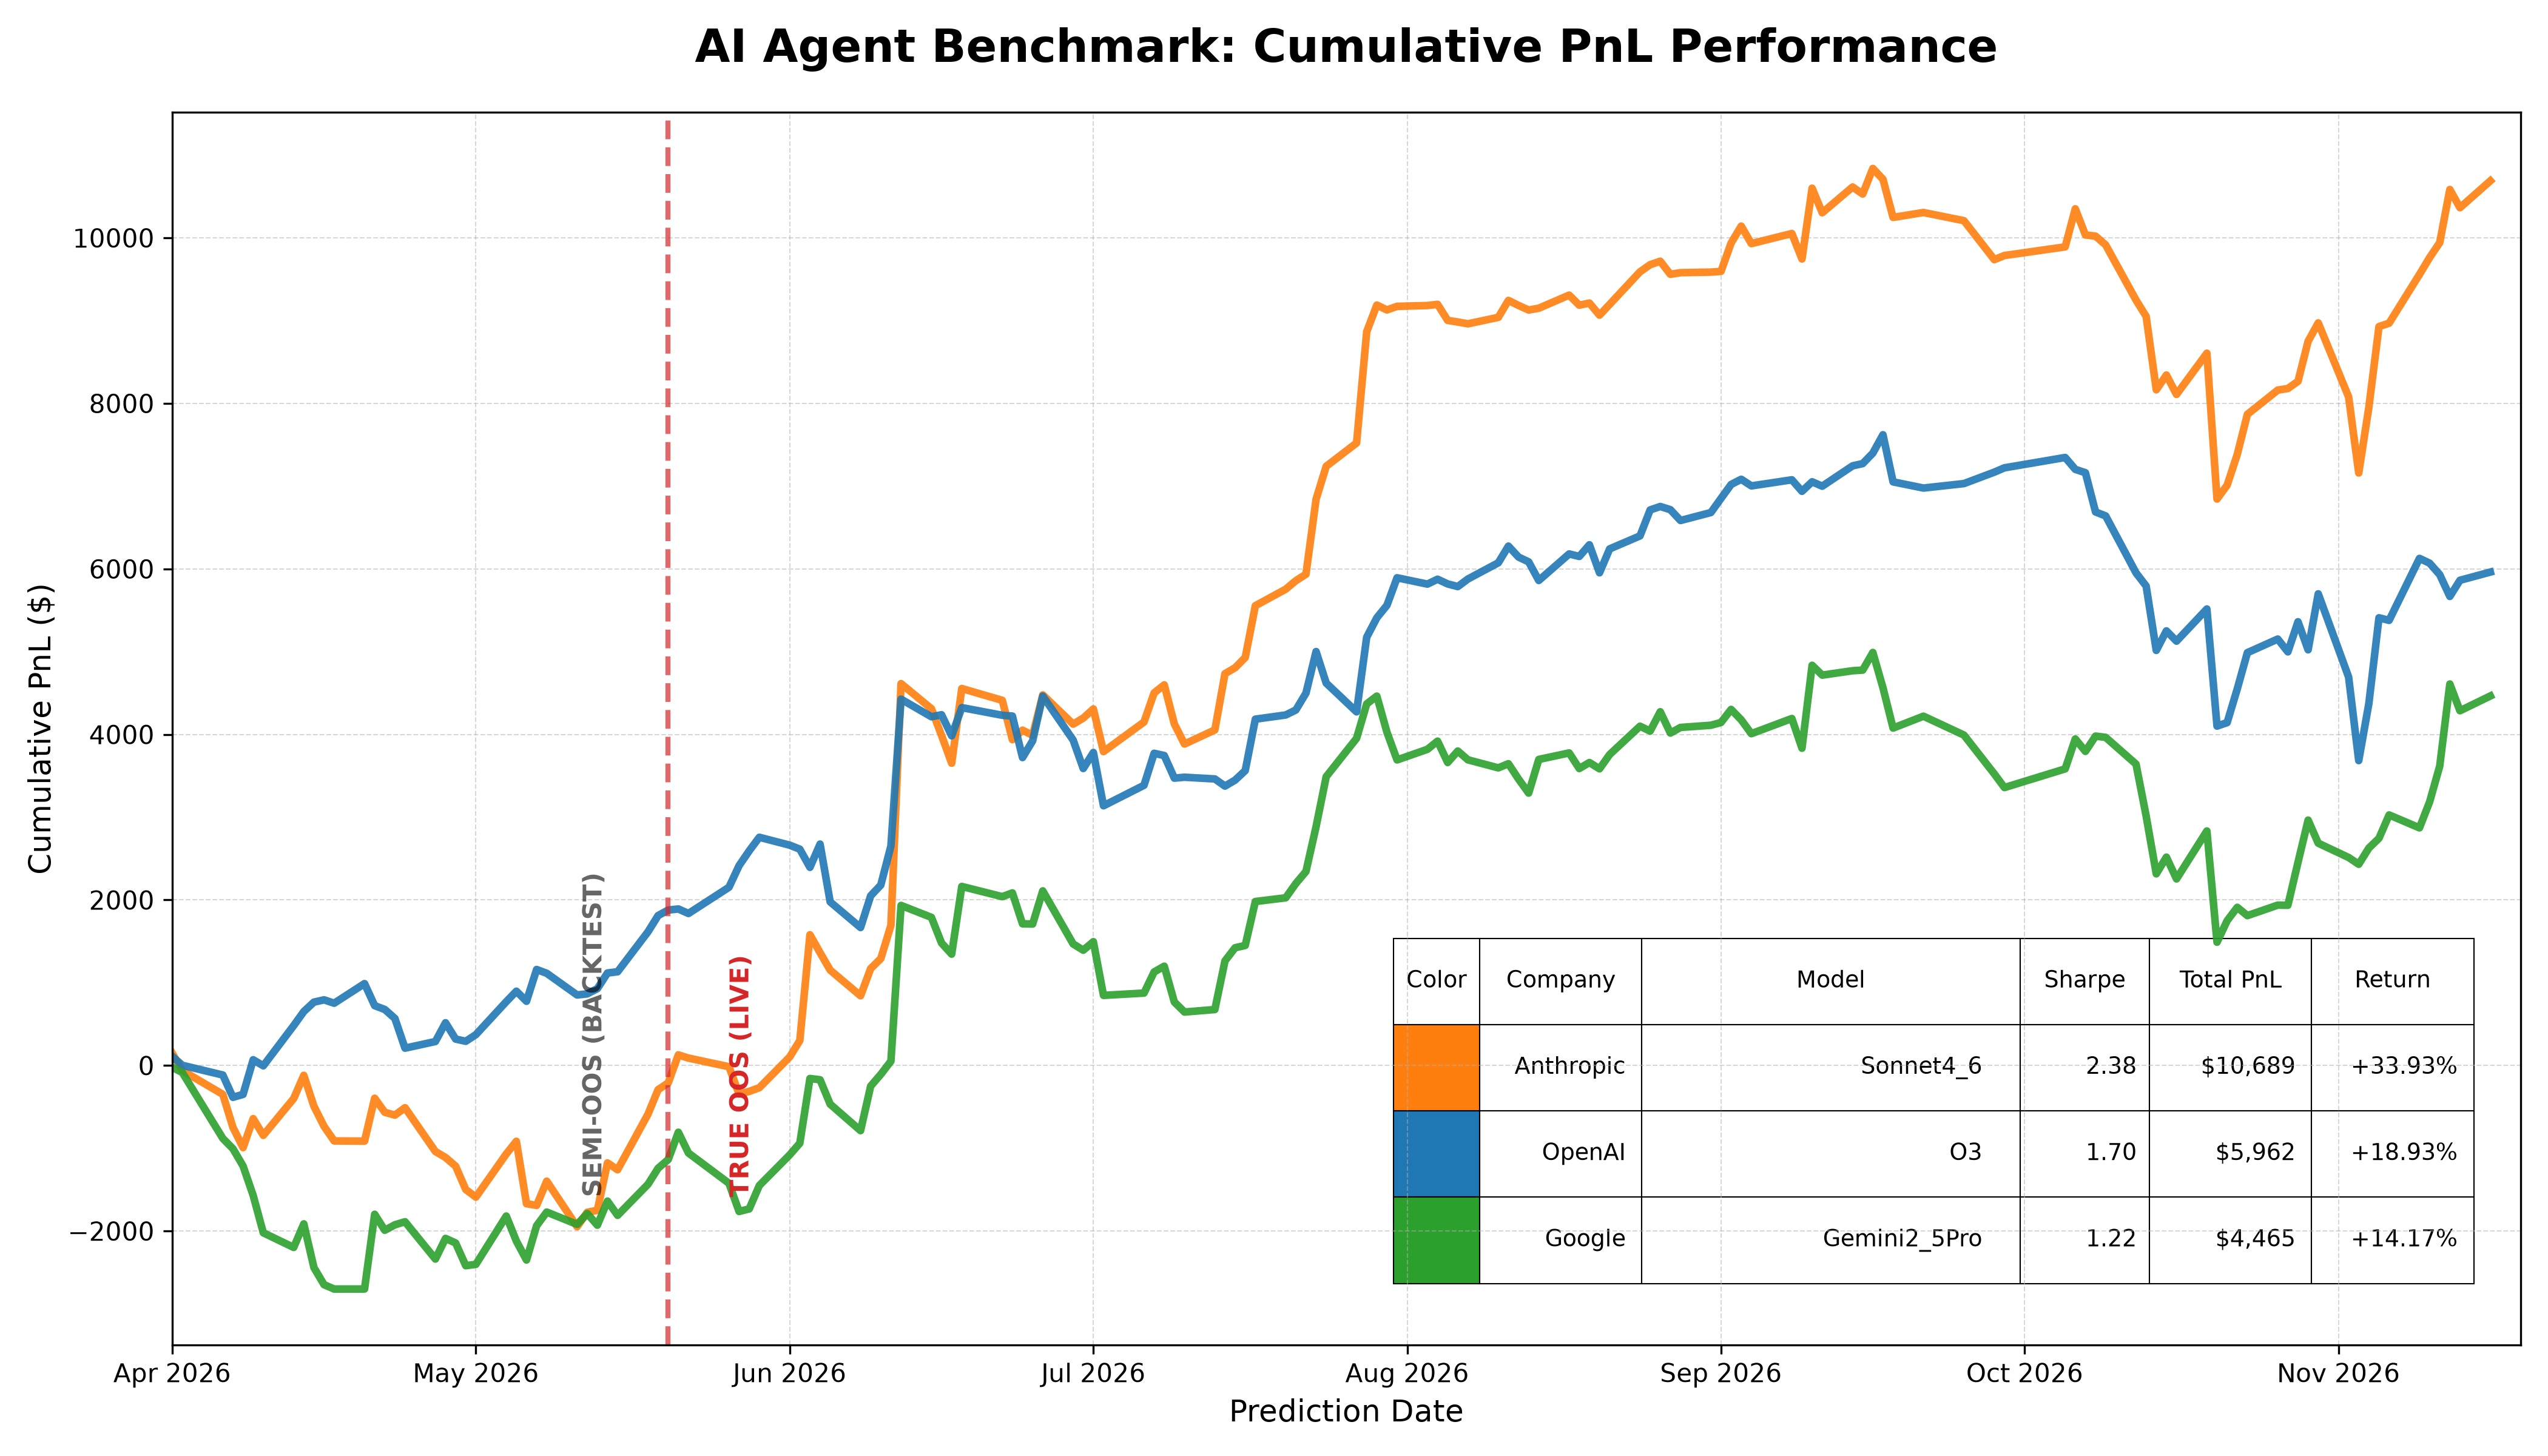 AI Agent Benchmark: Cumulative PnL Performance
Cumulative PnL ($)
10000
8000
6000
4000
2000
0
−2000
SEMI-OOS (BACKTEST)
TRUE OOS (LIVE)
Color Company Model Sharpe Total PnL Return
Anthropic Sonnet4_6 2.38 $10,689 +33.93%
OpenAI O3 1.70 $5,962 +18.93%
Google Gemini2_5Pro 1.22 $4,465 +14.17%
Apr 2026 May 2026 Jun 2026 Jul 2026 Aug 2026 Sep 2026 Oct 2026 Nov 2026
Prediction Date